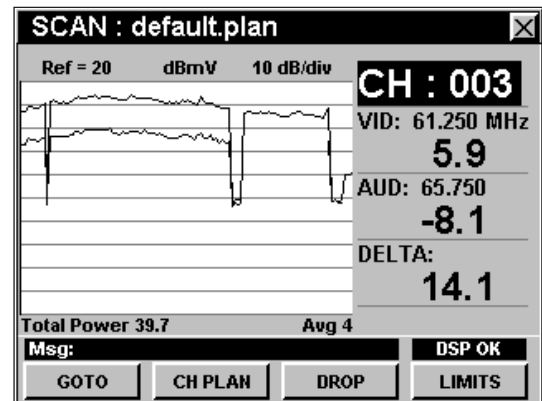 SCAN : default.plan
Ref = 20 dBmV 10 dB/div
CH : 003
VID: 61.250 MHz
5.9
AUD: 65.750
-8.1
DELTA:
14.1
Total Power 39.7 Avg 4
Msg: DSP OK
GOTO CH PLAN DROP LIMITS